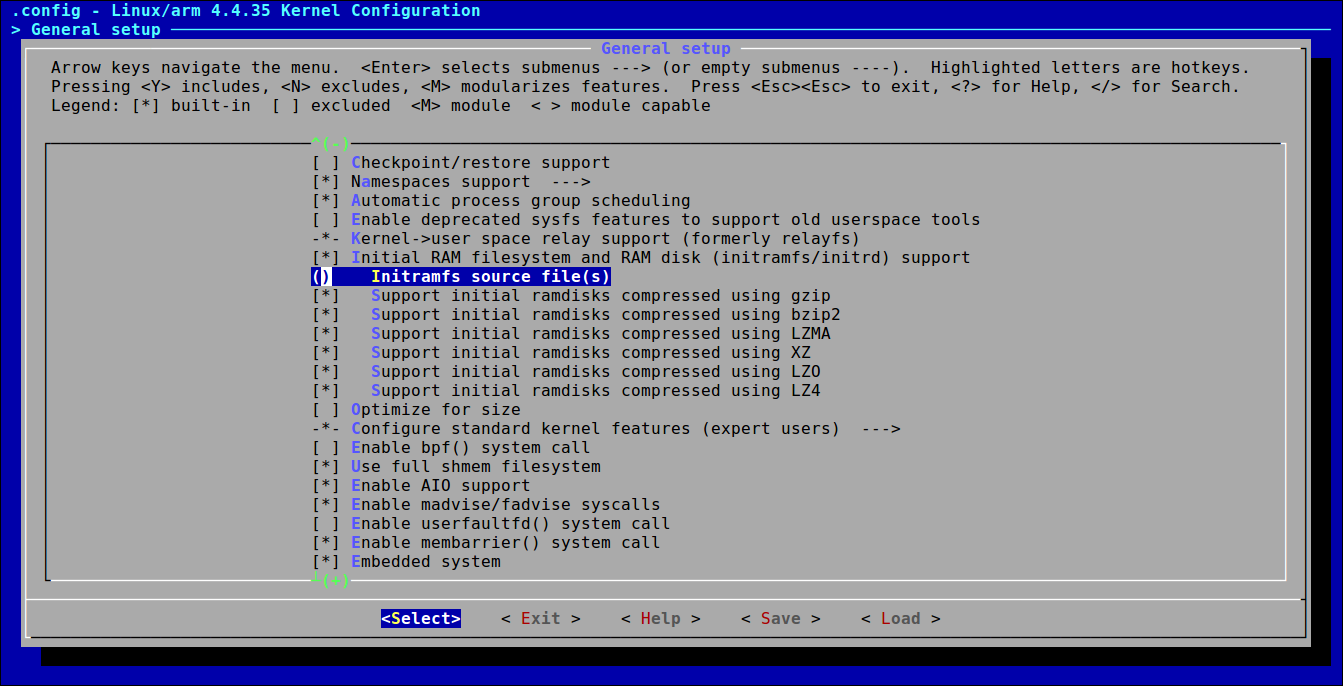 .config - Linux/arm 4.4.35 Kernel Configuration
> General setup
General setup
Arrow keys navigate the menu.  <Enter> selects submenus ---> (or empty submenus ----).  Highlighted letters are hotkeys.
Pressing <Y> includes, <N> excludes, <M> modularizes features.  Press <Esc><Esc> to exit, <?> for Help, </> for Search.
Legend: [*] built-in  [ ] excluded  <M> module  < > module capable
^(-)
[ ] Checkpoint/restore support
[*] Namespaces support  --->
[*] Automatic process group scheduling
[ ] Enable deprecated sysfs features to support old userspace tools
-*- Kernel->user space relay support (formerly relayfs)
[*] Initial RAM filesystem and RAM disk (initramfs/initrd) support
()    Initramfs source file(s)
[*]   Support initial ramdisks compressed using gzip
[*]   Support initial ramdisks compressed using bzip2
[*]   Support initial ramdisks compressed using LZMA
[*]   Support initial ramdisks compressed using XZ
[*]   Support initial ramdisks compressed using LZO
[*]   Support initial ramdisks compressed using LZ4
[ ] Optimize for size
-*- Configure standard kernel features (expert users)  --->
[ ] Enable bpf() system call
[*] Use full shmem filesystem
[*] Enable AIO support
[*] Enable madvise/fadvise syscalls
[ ] Enable userfaultfd() system call
[*] Enable membarrier() system call
[*] Embedded system
(+)
<Select>    < Exit >    < Help >    < Save >    < Load >